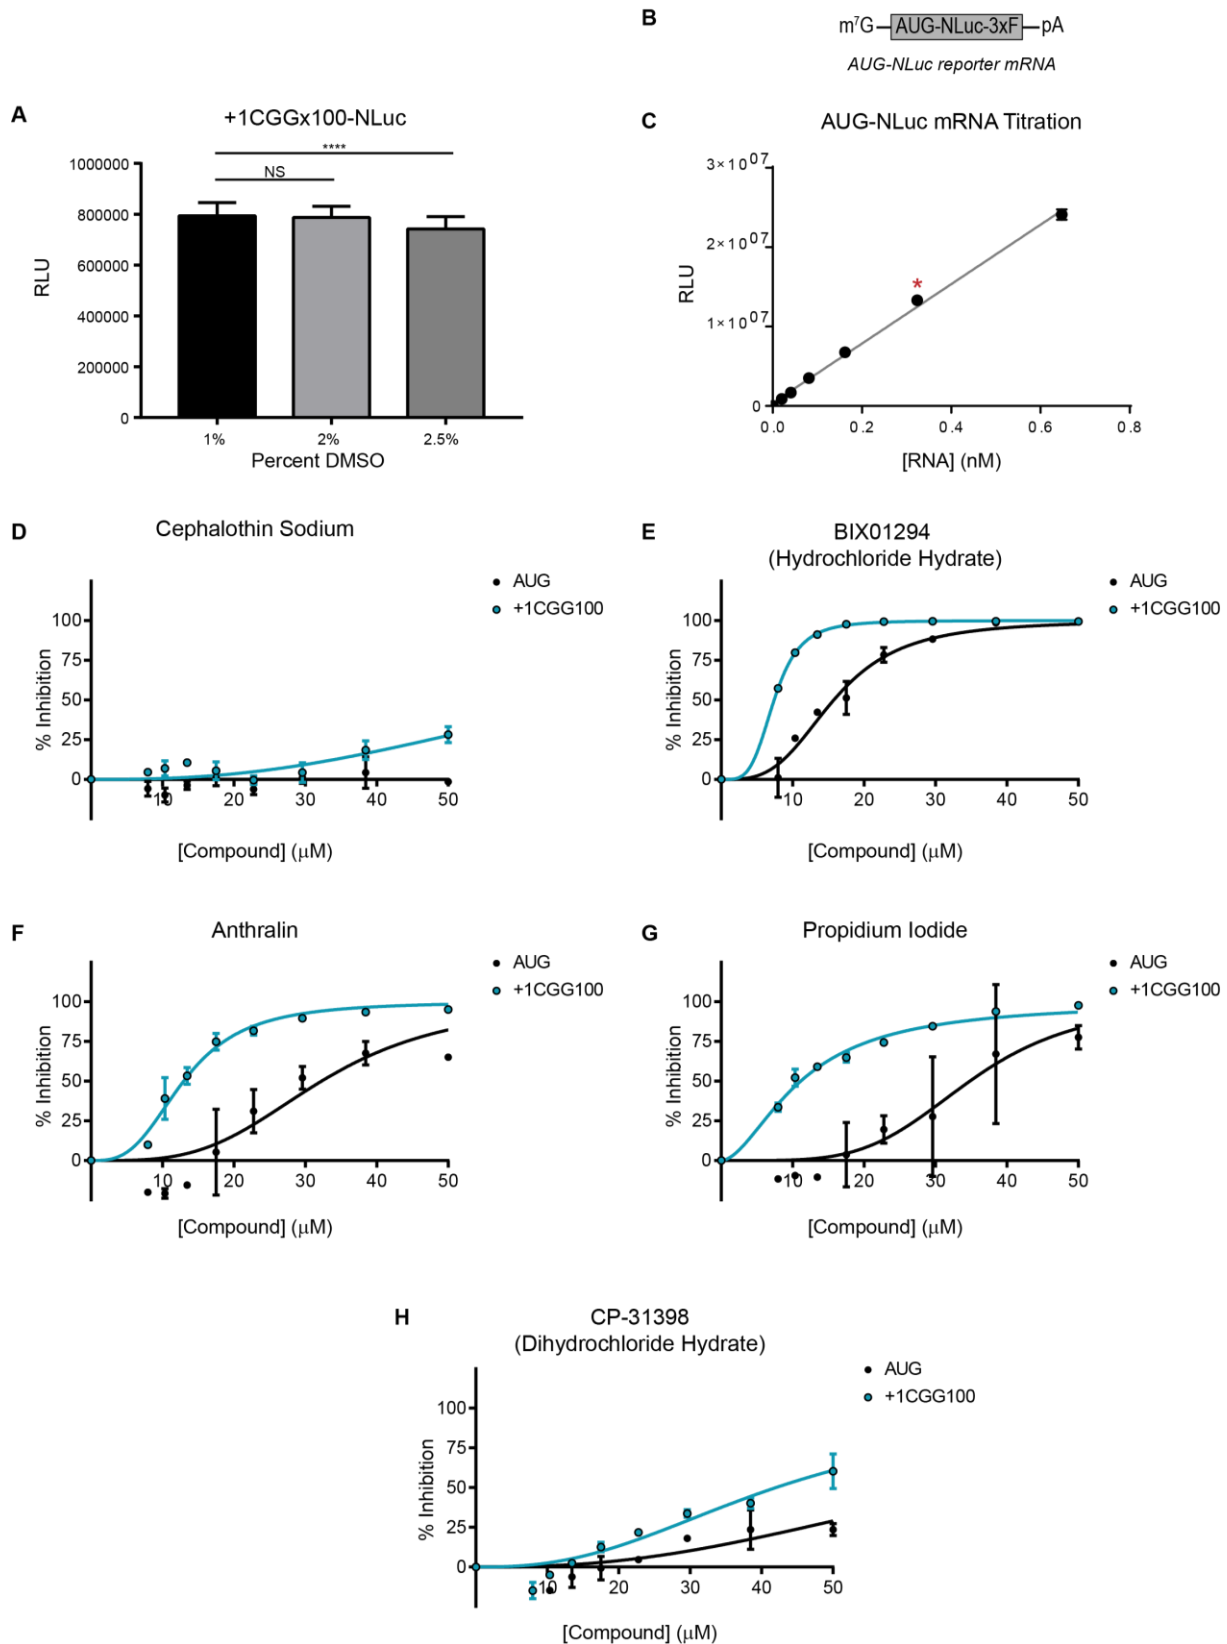 B
m⁷G AUG-NLuc-3xF pA
AUG-NLuc reporter mRNA
A
+1CGGx100-NLuc
****
NS
1000000
800000
600000
400000
200000
0
RLU
1% 2% 2.5%
Percent DMSO
C
AUG-NLuc mRNA Titration
3×10⁰⁷
2×10⁰⁷
1×10⁰⁷
0
RLU
*
0.0 0.2 0.4 0.6 0.8
[RNA] (nM)
D
Cephalothin Sodium
AUG
+1CGG100
100
75
50
25
0
% Inhibition
10 20 30 40 50
[Compound] (μM)
E
BIX01294
(Hydrochloride Hydrate)
AUG
+1CGG100
100
75
50
25
0
% Inhibition
10 20 30 40 50
[Compound] (μM)
F
Anthralin
AUG
+1CGG100
100
75
50
25
0
% Inhibition
10 20 30 40 50
[Compound] (μM)
G
Propidium Iodide
AUG
+1CGG100
100
75
50
25
0
% Inhibition
10 20 30 40 50
[Compound] (μM)
H
CP-31398
(Dihydrochloride Hydrate)
AUG
+1CGG100
100
75
50
25
0
% Inhibition
10 20 30 40 50
[Compound] (μM)